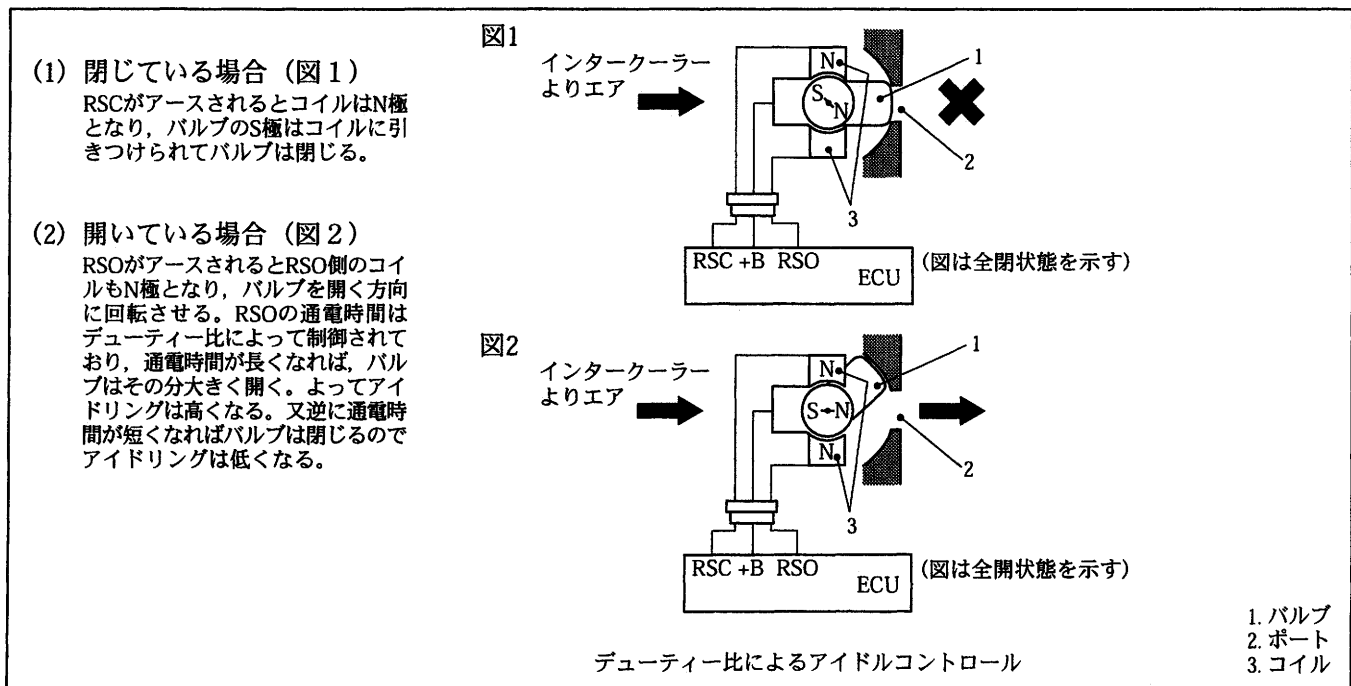 (1) 閉じている場合(図1)
RSCがアースされるとコイルはN極
となり,バルブのS極はコイルに引
きつけられてバルブは閉じる。
(2) 開いている場合(図2)
RSOがアースされるとRSO側のコイ
ルもN極となり,バルブを開く方向
に回転させる。RSOの通電時間は
デューティー比によって制御されて
おり,通電時間が長くなれば,バル
ブはその分大きく開く。よってアイ
ドリングは高くなる。又逆に通電時
間が短くなればバルブは閉じるので
アイドリングは低くなる。
図1
インタークーラー
よりエア
N
S
N
1
2
3
RSC +B RSO
ECU
(図は全閉状態を示す)
図2
インタークーラー
よりエア
N
S N
N
1
2
3
RSC +B RSO
ECU
(図は全開状態を示す)
デューティー比によるアイドルコントロール
1. バルブ
2. ポート
3. コイル